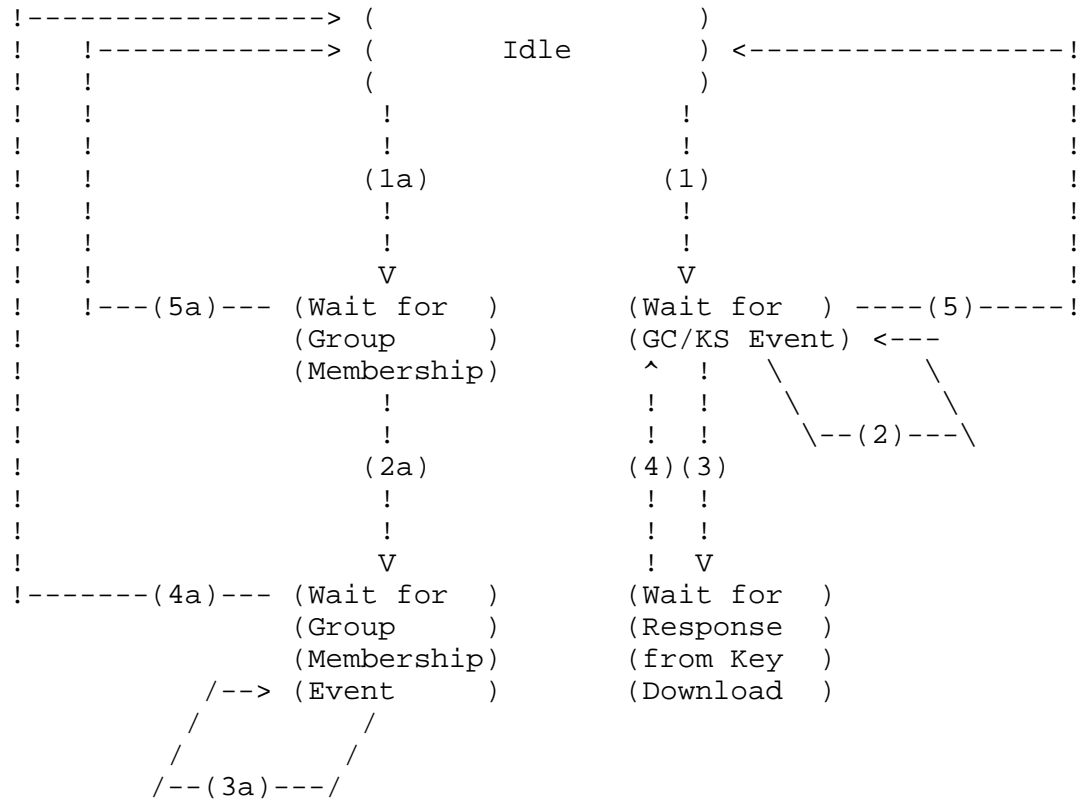 !-----------------> (                    )
!   !-------------> (        Idle        ) <------------------!
!   !               (                    )                    !
!   !                !                  !                     !
!   !                !                  !                     !
!   !               (1a)              (1)                     !
!   !                !                  !                     !
!   !                !                  !                     !
!   !                V                  V                     !
!   !---(5a)--- (Wait for  )        (Wait for  ) ----(5)-----!
!               (Group     )        (GC/KS Event) <---
!               (Membership)         ^  !   \        \
!                    !               !  !    \        \
!                    !               !  !     \--(2)---\
!                   (2a)            (4)(3)
!                    !               !  !
!                    !               !  !
!                    V               !  V
!-------(4a)--- (Wait for  )        (Wait for  )
                (Group     )        (Response  )
                (Membership)        (from Key  )
           /--> (Event     )        (Download  )
          /         /
         /         /
        /--(3a)---/